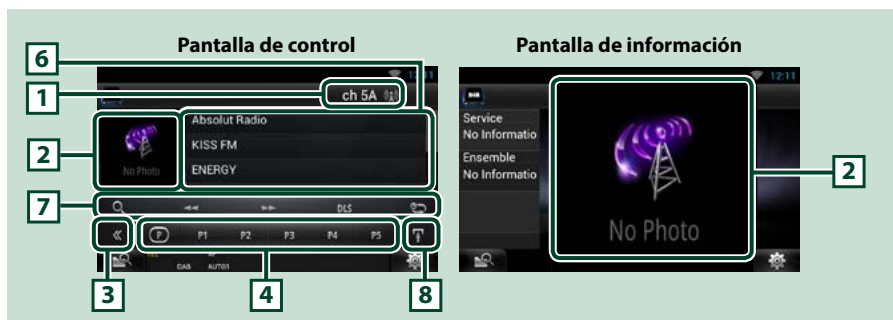 Pantalla de control
Pantalla de información
6
12:11
1
ch 5A
2
No Photo
Absolut Radio
KISS FM
ENERGY
7
DLS
P P1 P2 P3 P4 P5
DAB AUTO1
3
4
8
12:11
DAB
Service
No Informatio
Ensemble
No Informatio
No Photo
2